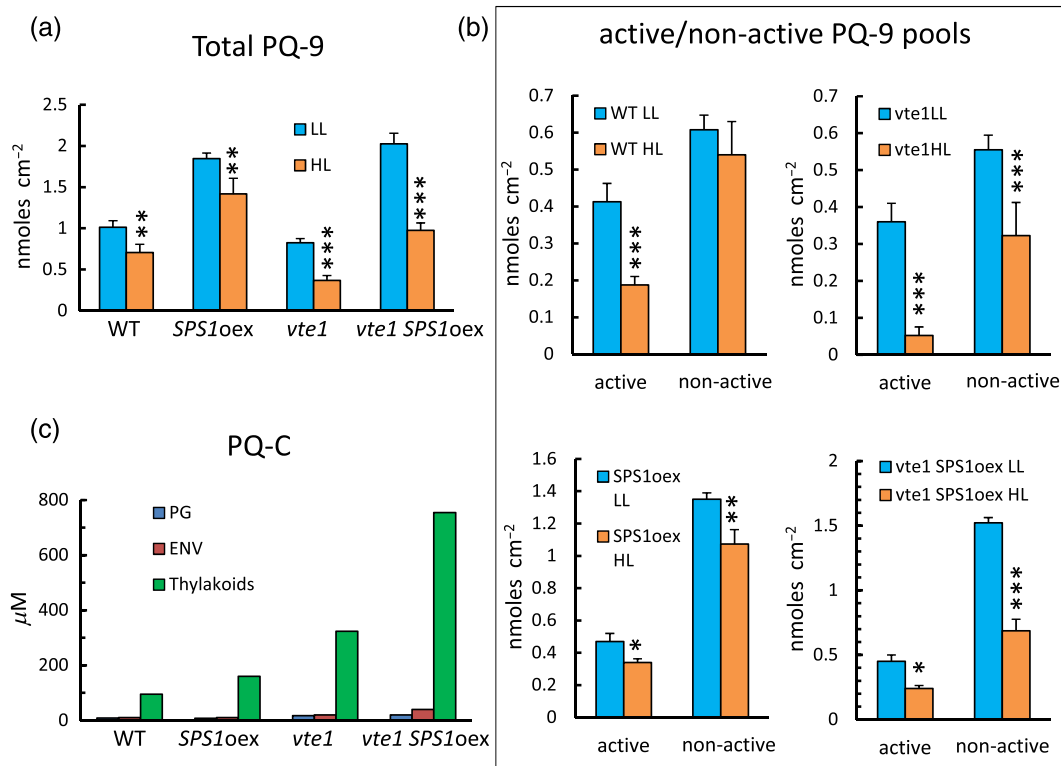 (a)
Total PQ-9
2.5
2
1.5
1
0.5
0
nmoles cm⁻²
LL
HL
**
**
***
***
WT
SPS1oex
vte1
vte1 SPS1oex
(b)
active/non-active PQ-9 pools
0.7
0.6
0.5
0.4
0.3
0.2
0.1
0
nmoles cm⁻²
WT LL
WT HL
***
active
non-active
0.7
0.6
0.5
0.4
0.3
0.2
0.1
0
nmoles cm⁻²
vte1LL
vte1HL
***
***
active
non-active
1.6
1.4
1.2
1
0.8
0.6
0.4
0.2
0
nmoles cm⁻²
SPS1oex
LL
SPS1oex
HL
*
**
active
non-active
2
1.5
1
0.5
0
nmoles cm⁻²
vte1 SPS1oex LL
vte1 SPS1oex HL
*
***
active
non-active
(c)
PQ-C
800
600
400
200
0
μM
PG
ENV
Thylakoids
WT
SPS1oex
vte1
vte1 SPS1oex